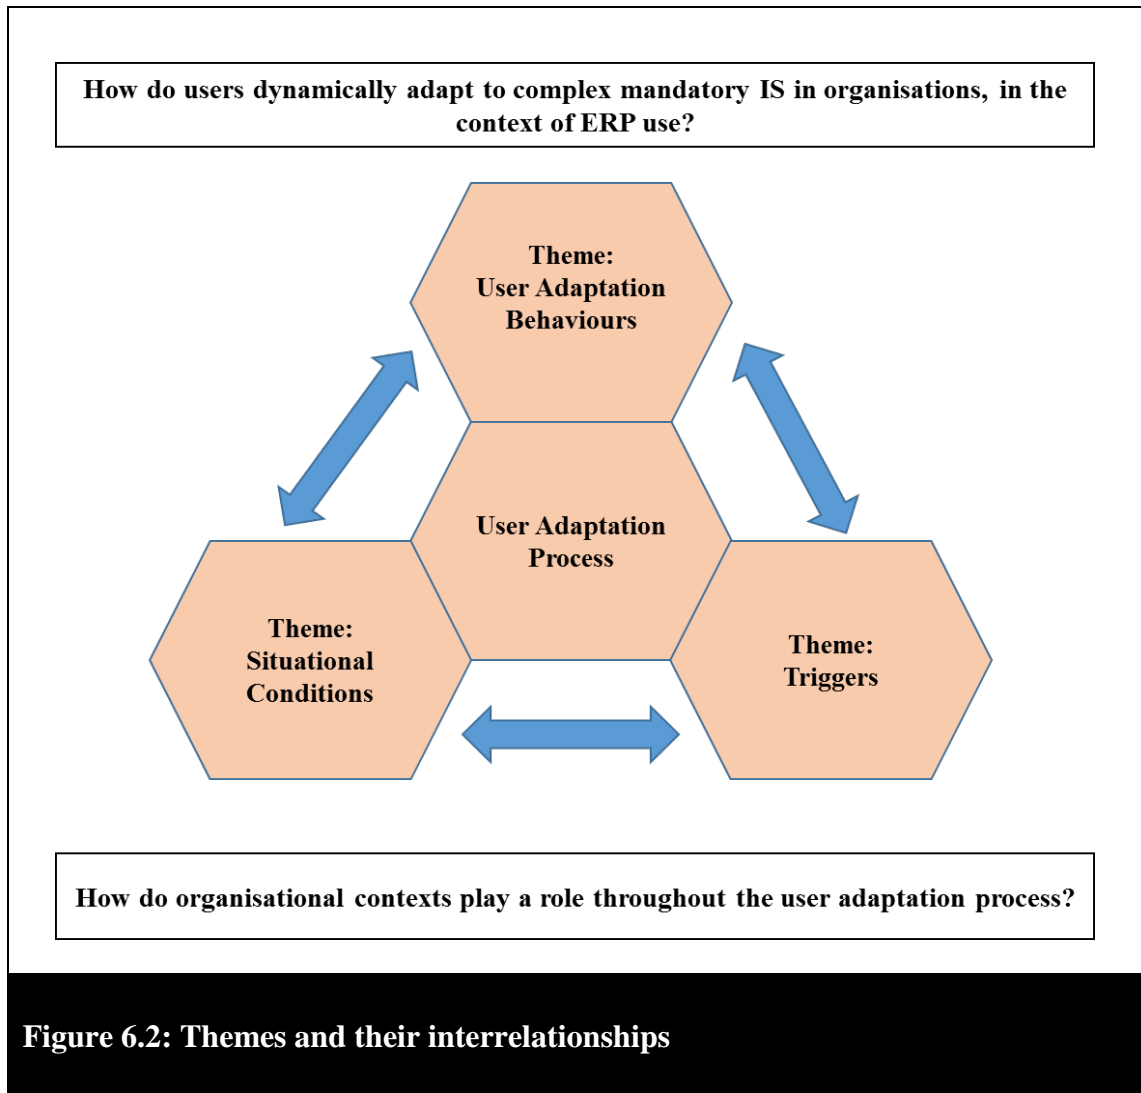 How do users dynamically adapt to complex mandatory IS in organisations, in the
context of ERP use?
Theme:
User Adaptation
Behaviours
User Adaptation
Process
Theme:
Situational
Conditions
Theme:
Triggers
How do organisational contexts play a role throughout the user adaptation process?
Figure 6.2: Themes and their interrelationships